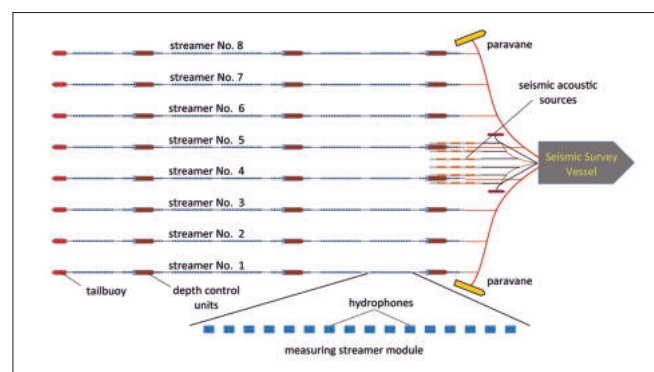 streamer No. 8
paravane
streamer No. 7
seismic acoustic
sources
streamer No. 6
streamer No. 5
Seismic Survey
Vessel
streamer No. 4
streamer No. 3
streamer No. 2
streamer No. 1
paravane
tailbuoy
depth control
units
hydrophones
measuring streamer module